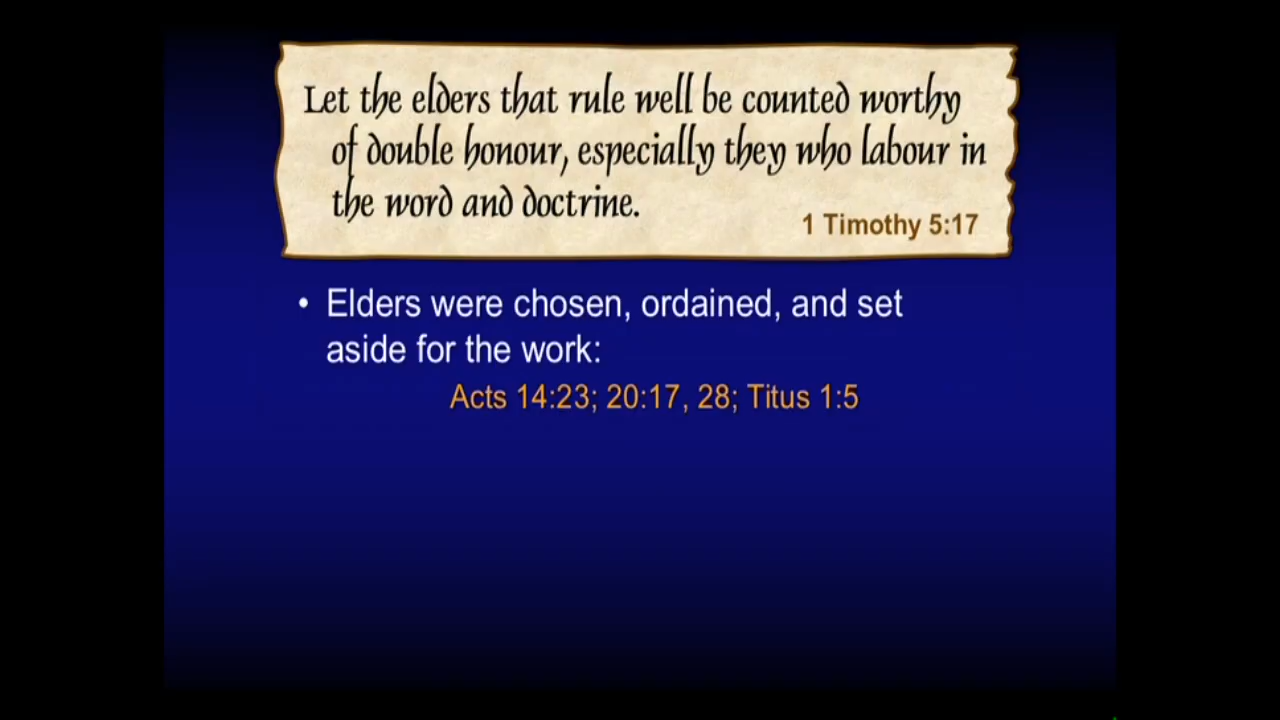 Let the elders that rule well be counted worthy
of double honour, especially they who labour in
the word and doctrine.
1 Timothy 5:17
• Elders were chosen, ordained, and set
aside for the work:
Acts 14:23; 20:17, 28; Titus 1:5